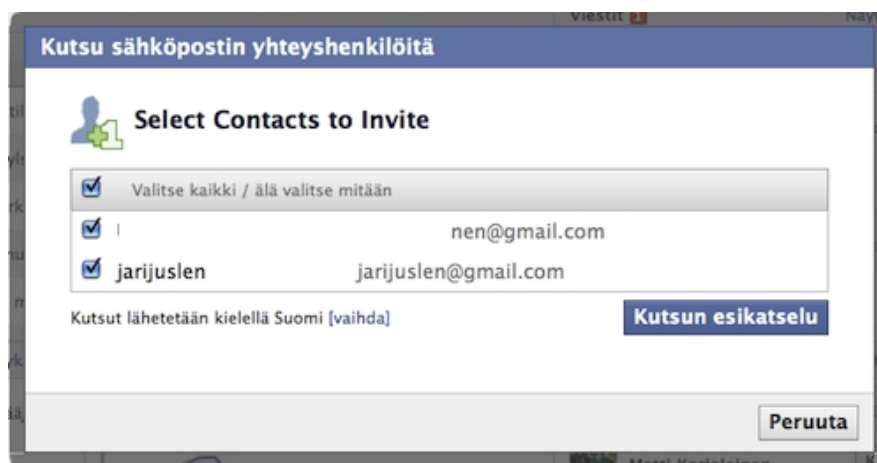 Viestit 1
Kutsu sähköpostin yhteyshenkilöitä
Select Contacts to Invite
Valitse kaikki / älä valitse mitään
nen@gmail.com
jarijuslen jarijuslen@gmail.com
Kutsut lähetetään kielellä Suomi [vaihda]
Kutsun esikatselu
Peruuta